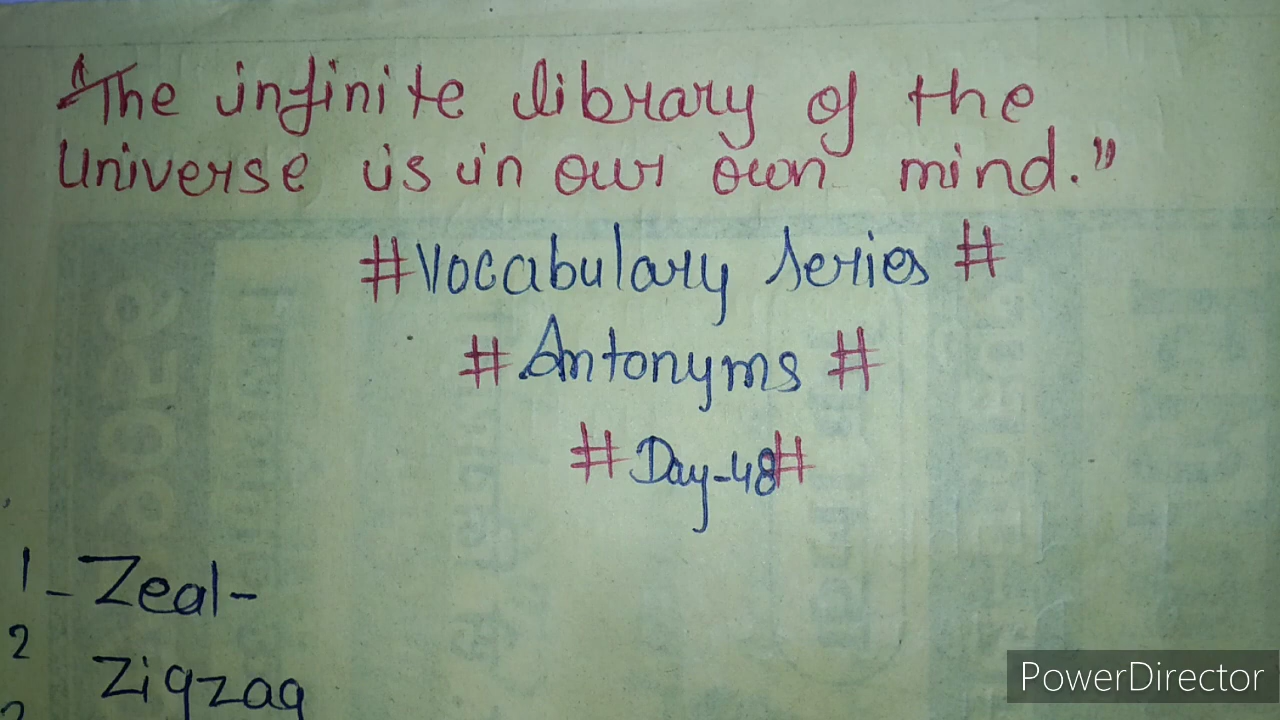 "The infinite library of the
Universe is in our own mind."
#Vocabulary series #
# Antonyms #
# Day-48#
1 - Zeal-
2 Zigzag
PowerDirector